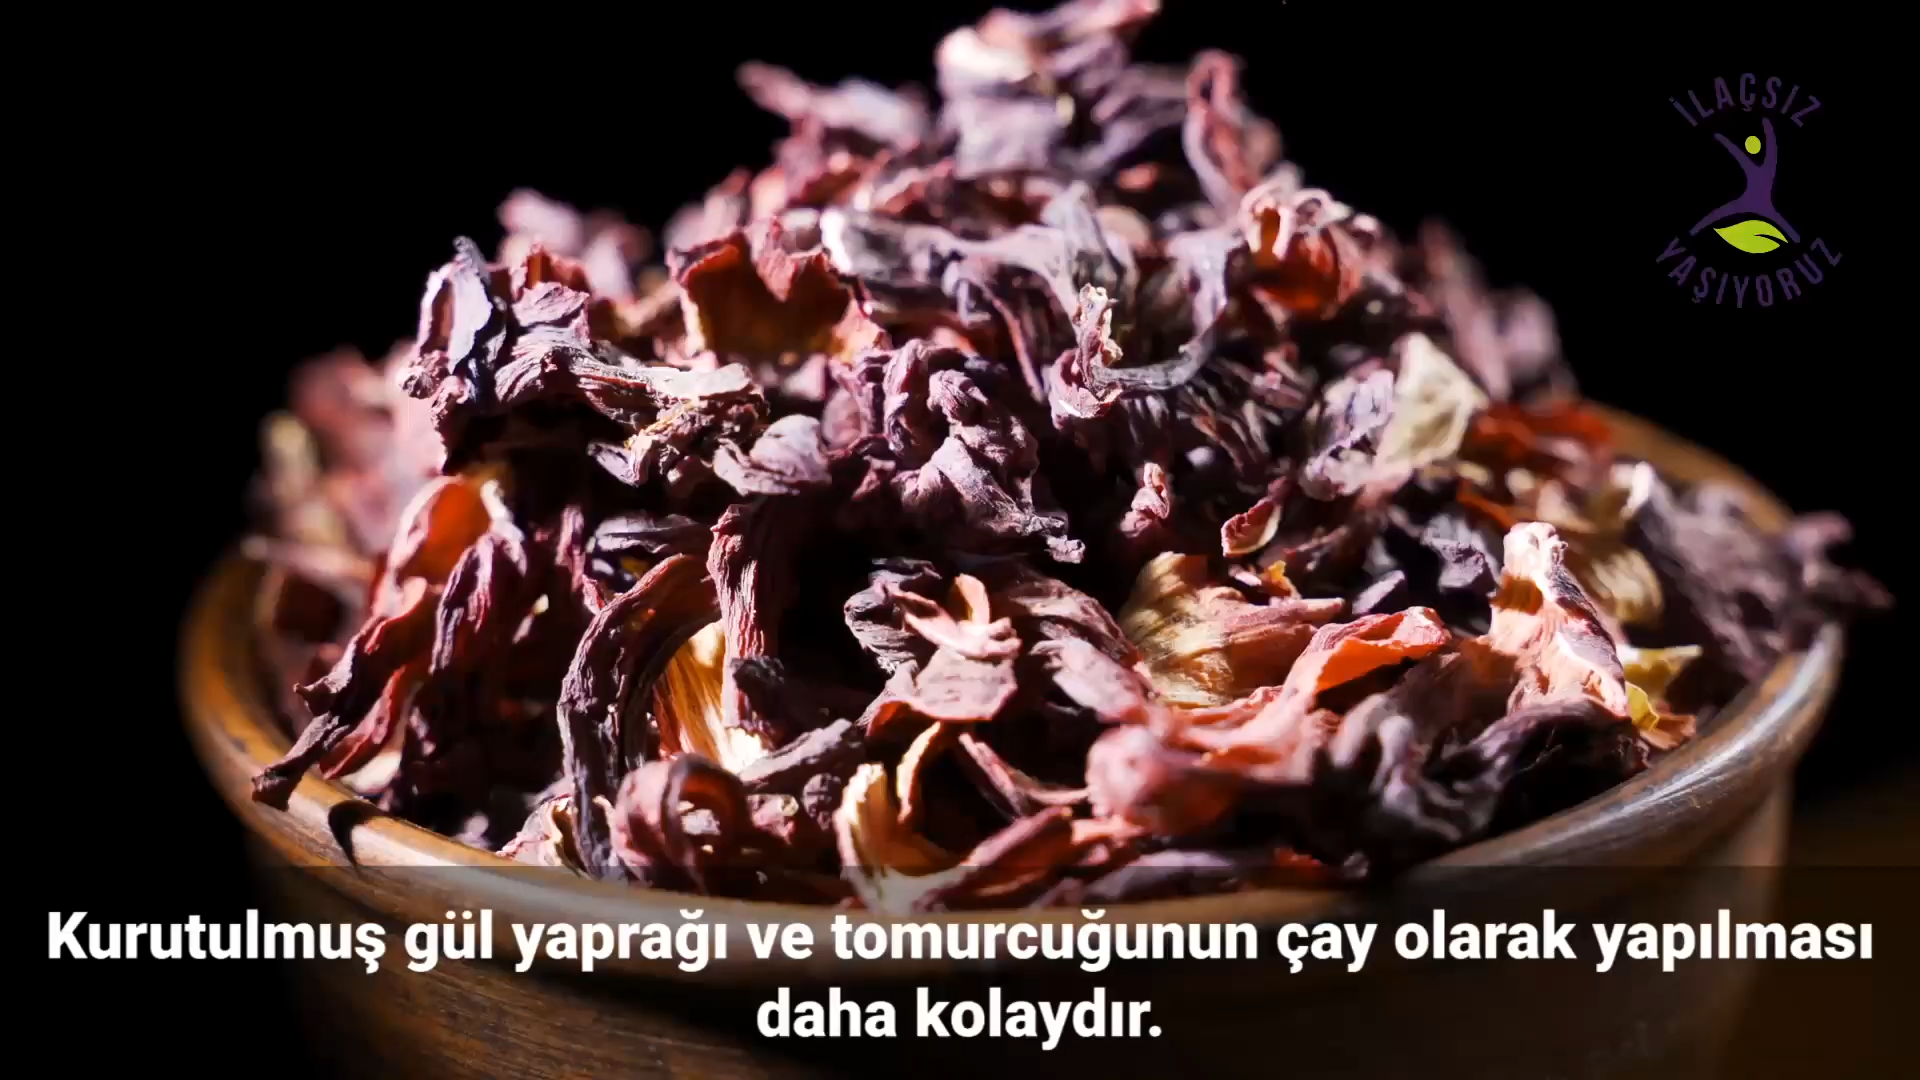 İLAÇSIZ
YAŞIYORUZ
Kurutulmuş gül yaprağı ve tomurcuğunun çay olarak yapılması
daha kolaydır.